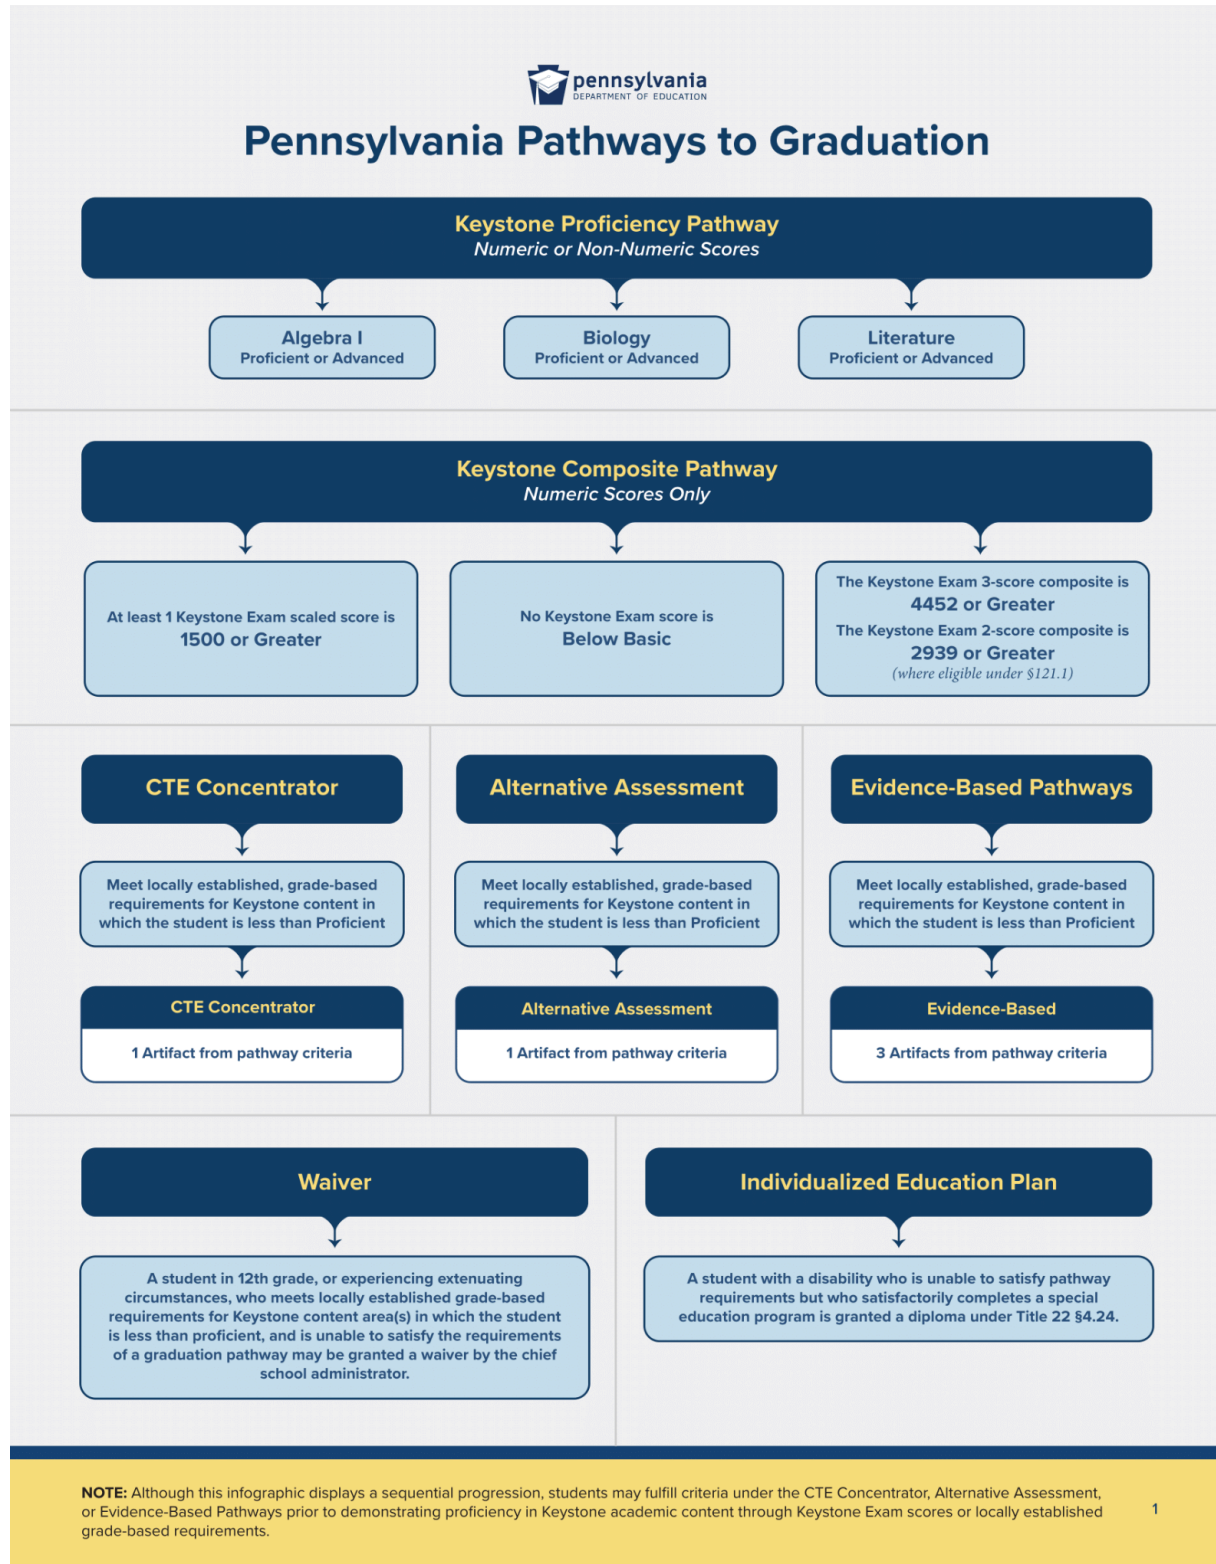 pennsylvania
DEPARTMENT OF EDUCATION
Pennsylvania Pathways to Graduation
Keystone Proficiency Pathway
Numeric or Non-Numeric Scores
Algebra I
Proficient or Advanced
Biology
Proficient or Advanced
Literature
Proficient or Advanced
Keystone Composite Pathway
Numeric Scores Only
At least 1 Keystone Exam scaled score is
1500 or Greater
No Keystone Exam score is
Below Basic
The Keystone Exam 3-score composite is
4452 or Greater
The Keystone Exam 2-score composite is
2939 or Greater
(where eligible under §121.1)
CTE Concentrator
Meet locally established, grade-based
requirements for Keystone content in
which the student is less than Proficient
CTE Concentrator
1 Artifact from pathway criteria
Alternative Assessment
Meet locally established, grade-based
requirements for Keystone content in
which the student is less than Proficient
Alternative Assessment
1 Artifact from pathway criteria
Evidence-Based Pathways
Meet locally established, grade-based
requirements for Keystone content in
which the student is less than Proficient
Evidence-Based
3 Artifacts from pathway criteria
Waiver
A student in 12th grade, or experiencing extenuating
circumstances, who meets locally established grade-based
requirements for Keystone content area(s) in which the student
is less than proficient, and is unable to satisfy the requirements
of a graduation pathway may be granted a waiver by the chief
school administrator.
Individualized Education Plan
A student with a disability who is unable to satisfy pathway
requirements but who satisfactorily completes a special
education program is granted a diploma under Title 22 §4.24.
NOTE: Although this infographic displays a sequential progression, students may fulfill criteria under the CTE Concentrator, Alternative Assessment,
or Evidence-Based Pathways prior to demonstrating proficiency in Keystone academic content through Keystone Exam scores or locally established
grade-based requirements.
1